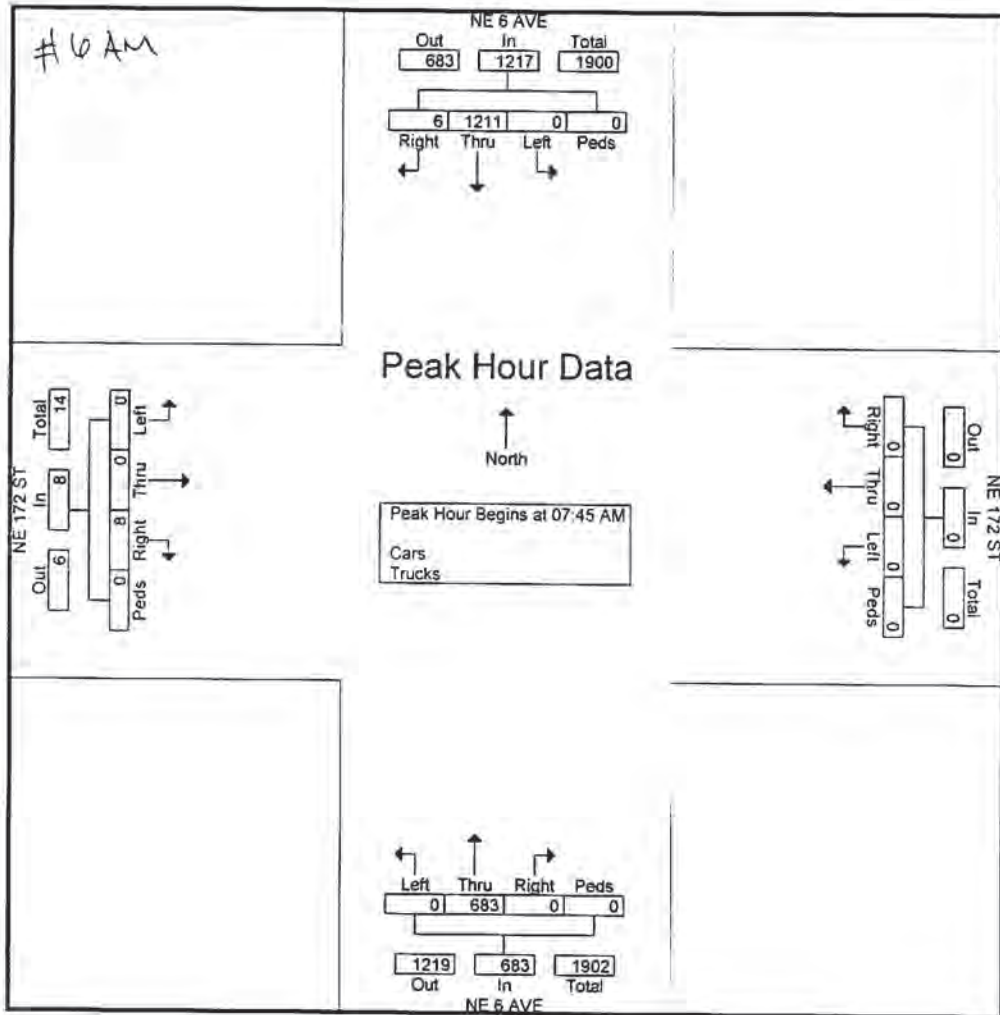 #6 AM
NE 6 AVE
Out In Total
683 1217 1900
6 1211 0 0
Right Thru Left Peds
Peak Hour Data
North
Peak Hour Begins at 07:45 AM
Cars
Trucks
NE 172 ST
Out In Total
6 8 14
Peds Right Thru Left
0 8 0 0
NE 172 ST
Out In Total
0 0 0
Right Thru Left Peds
0 0 0 0
Left Thru Right Peds
0 683 0 0
1219 683 1902
Out In Total
NE 6 AVE